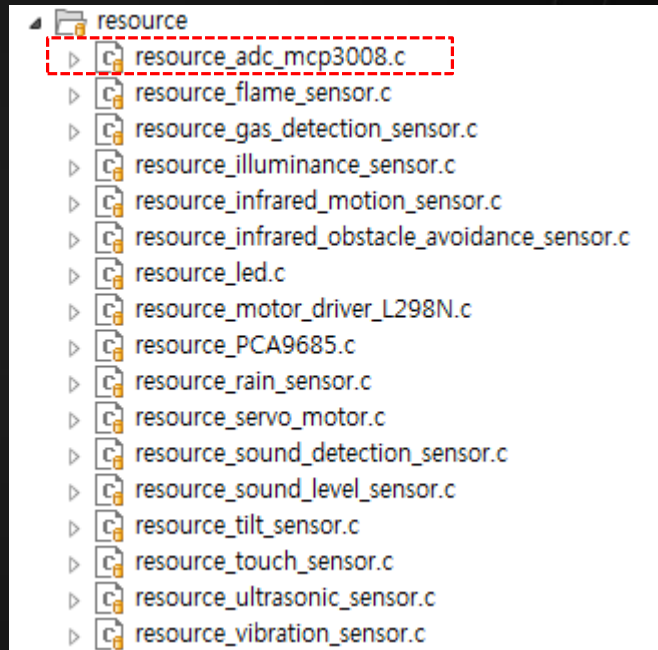 resource
resource_adc_mcp3008.c
resource_flame_sensor.c
resource_gas_detection_sensor.c
resource_illuminance_sensor.c
resource_infrared_motion_sensor.c
resource_infrared_obstacle_avoidance_sensor.c
resource_led.c
resource_motor_driver_L298N.c
resource_PCA9685.c
resource_rain_sensor.c
resource_servo_motor.c
resource_sound_detection_sensor.c
resource_sound_level_sensor.c
resource_tilt_sensor.c
resource_touch_sensor.c
resource_ultrasonic_sensor.c
resource_vibration_sensor.c